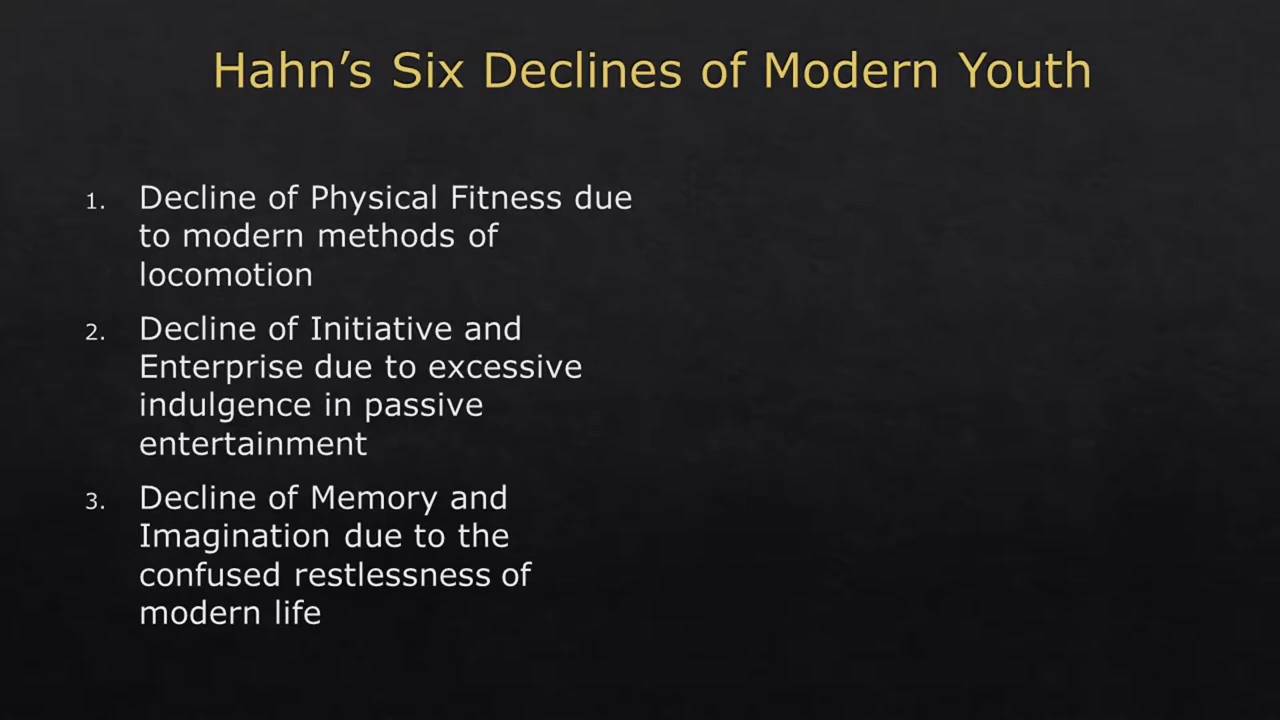 Hahn’s Six Declines of Modern Youth
1. Decline of Physical Fitness due
to modern methods of
locomotion
2. Decline of Initiative and
Enterprise due to excessive
indulgence in passive
entertainment
3. Decline of Memory and
Imagination due to the
confused restlessness of
modern life